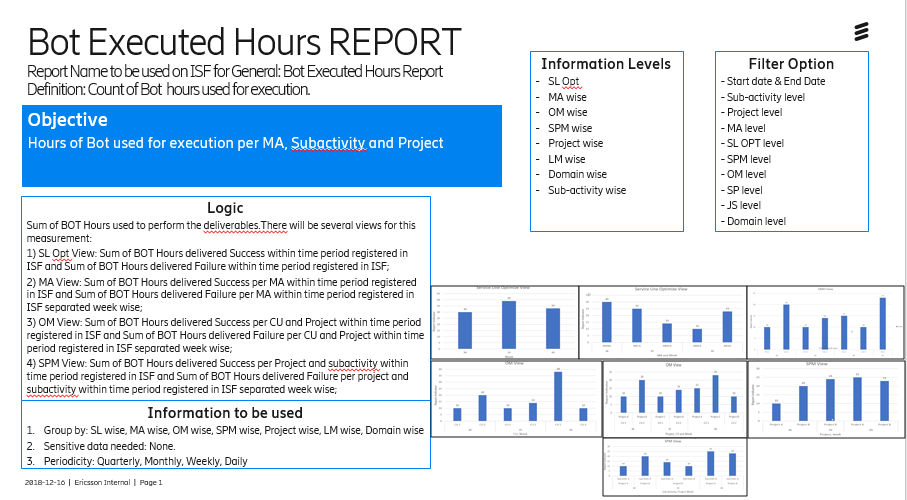 Bot Executed Hours REPORT
Report Name to be used on ISF for General: Bot Executed Hours Report
Definition: Count of Bot hours used for execution.
Objective
Hours of Bot used for execution per MA, Subactivity and Project
Information Levels
- SL Opt
- MA wise
- OM wise
- SPM wise
- Project wise
- LM wise
- Domain wise
- Sub-activity wise
Filter Option
- Start date & End Date
- Sub-activity level
- Project level
- MA level
- SL OPT level
- SPM level
- OM level
- SP level
- JS level
- Domain level
Logic
Sum of BOT Hours used to perform the deliverables.There will be several views for this
measurement:
1) SL Opt View: Sum of BOT Hours delivered Success within time period registered in
ISF and Sum of BOT Hours delivered Failure within time period registered in ISF;
2) MA View: Sum of BOT Hours delivered Success per MA within time period registered
in ISF and Sum of BOT Hours delivered Failure per MA within time period registered in
ISF separated week wise;
3) OM View: Sum of BOT Hours delivered Success per CU and Project within time period
registered in ISF and Sum of BOT Hours delivered Failure per CU and Project within time
period registered in ISF separated week wise;
4) SPM View: Sum of BOT Hours delivered Success per Project and subactivity within
time period registered in ISF and Sum of BOT Hours delivered Failure per project and
subactivity within time period registered in ISF separated week wise;
Information to be used
1. Group by: SL wise, MA wise, OM wise, SPM wise, Project wise, LM wise, Domain wise
2. Sensitive data needed: None.
3. Periodicity: Quarterly, Monthly, Weekly, Daily
Service Line Optimise View
Service Line Optimise View
OM View
OM View
SPM View
SPM View
2018-12-16 | Ericsson Internal | Page 1